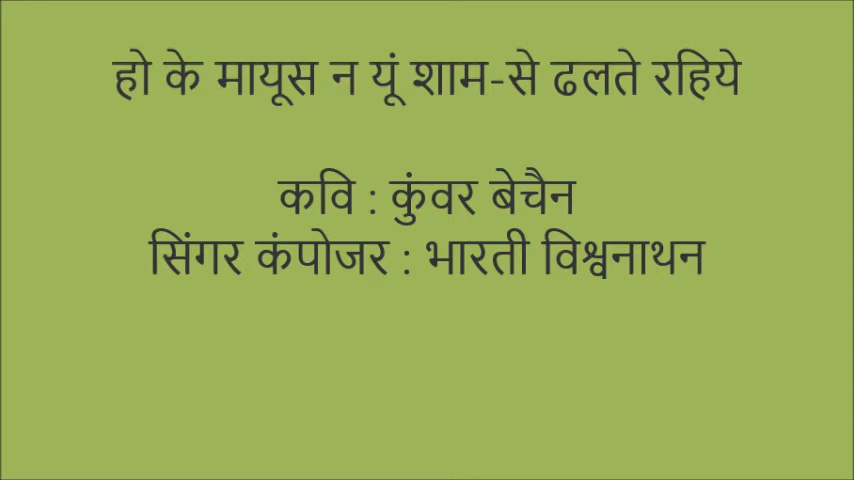 हो के मायूस न यूं शाम-से ढलते रहिये
कवि : कुंवर बेचैन
सिंगर कंपोजर : भारती विश्वनाथन